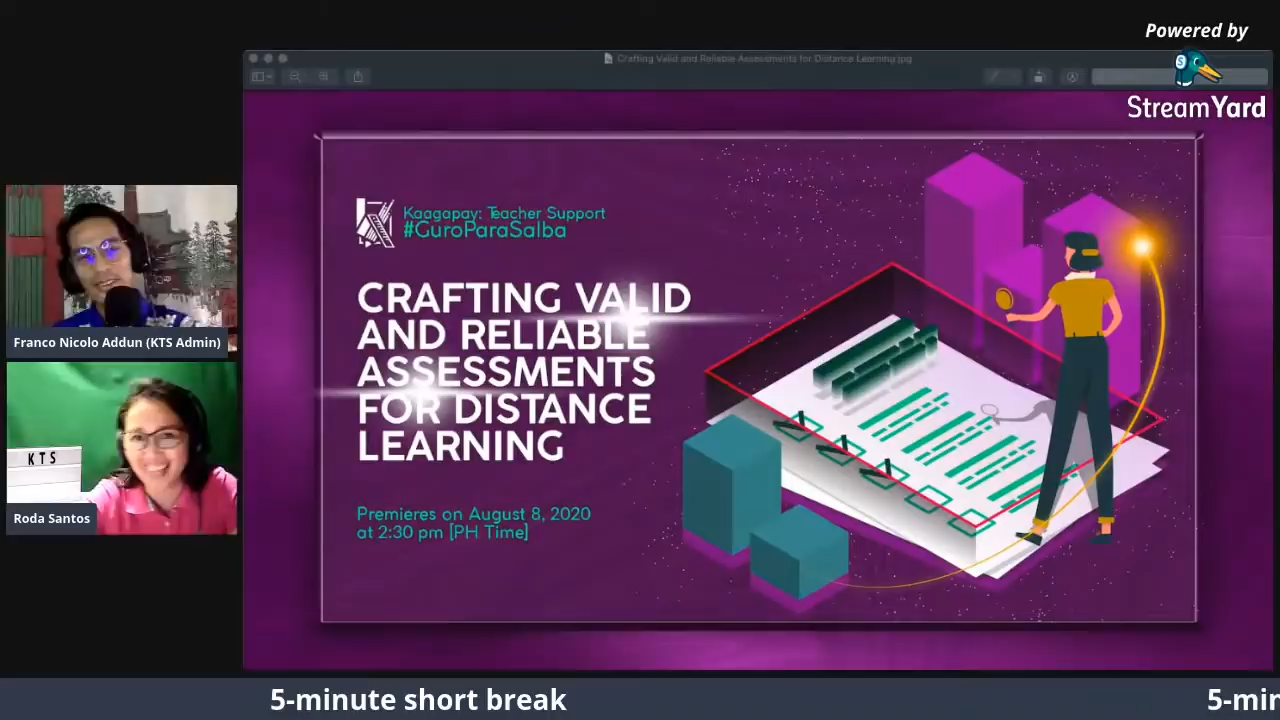 Powered by
StreamYard
Crafting Valid and Reliable Assessments for Distance Learning.jpg
Kaagapay: Teacher Support
#GuroParaSalba
CRAFTING VALID
AND RELIABLE
ASSESSMENTS
FOR DISTANCE
LEARNING
Premieres on August 8, 2020
at 2:30 pm [PH Time]
Franco Nicolo Addun (KTS Admin)
KTS
Roda Santos
5-minute short break
5-min